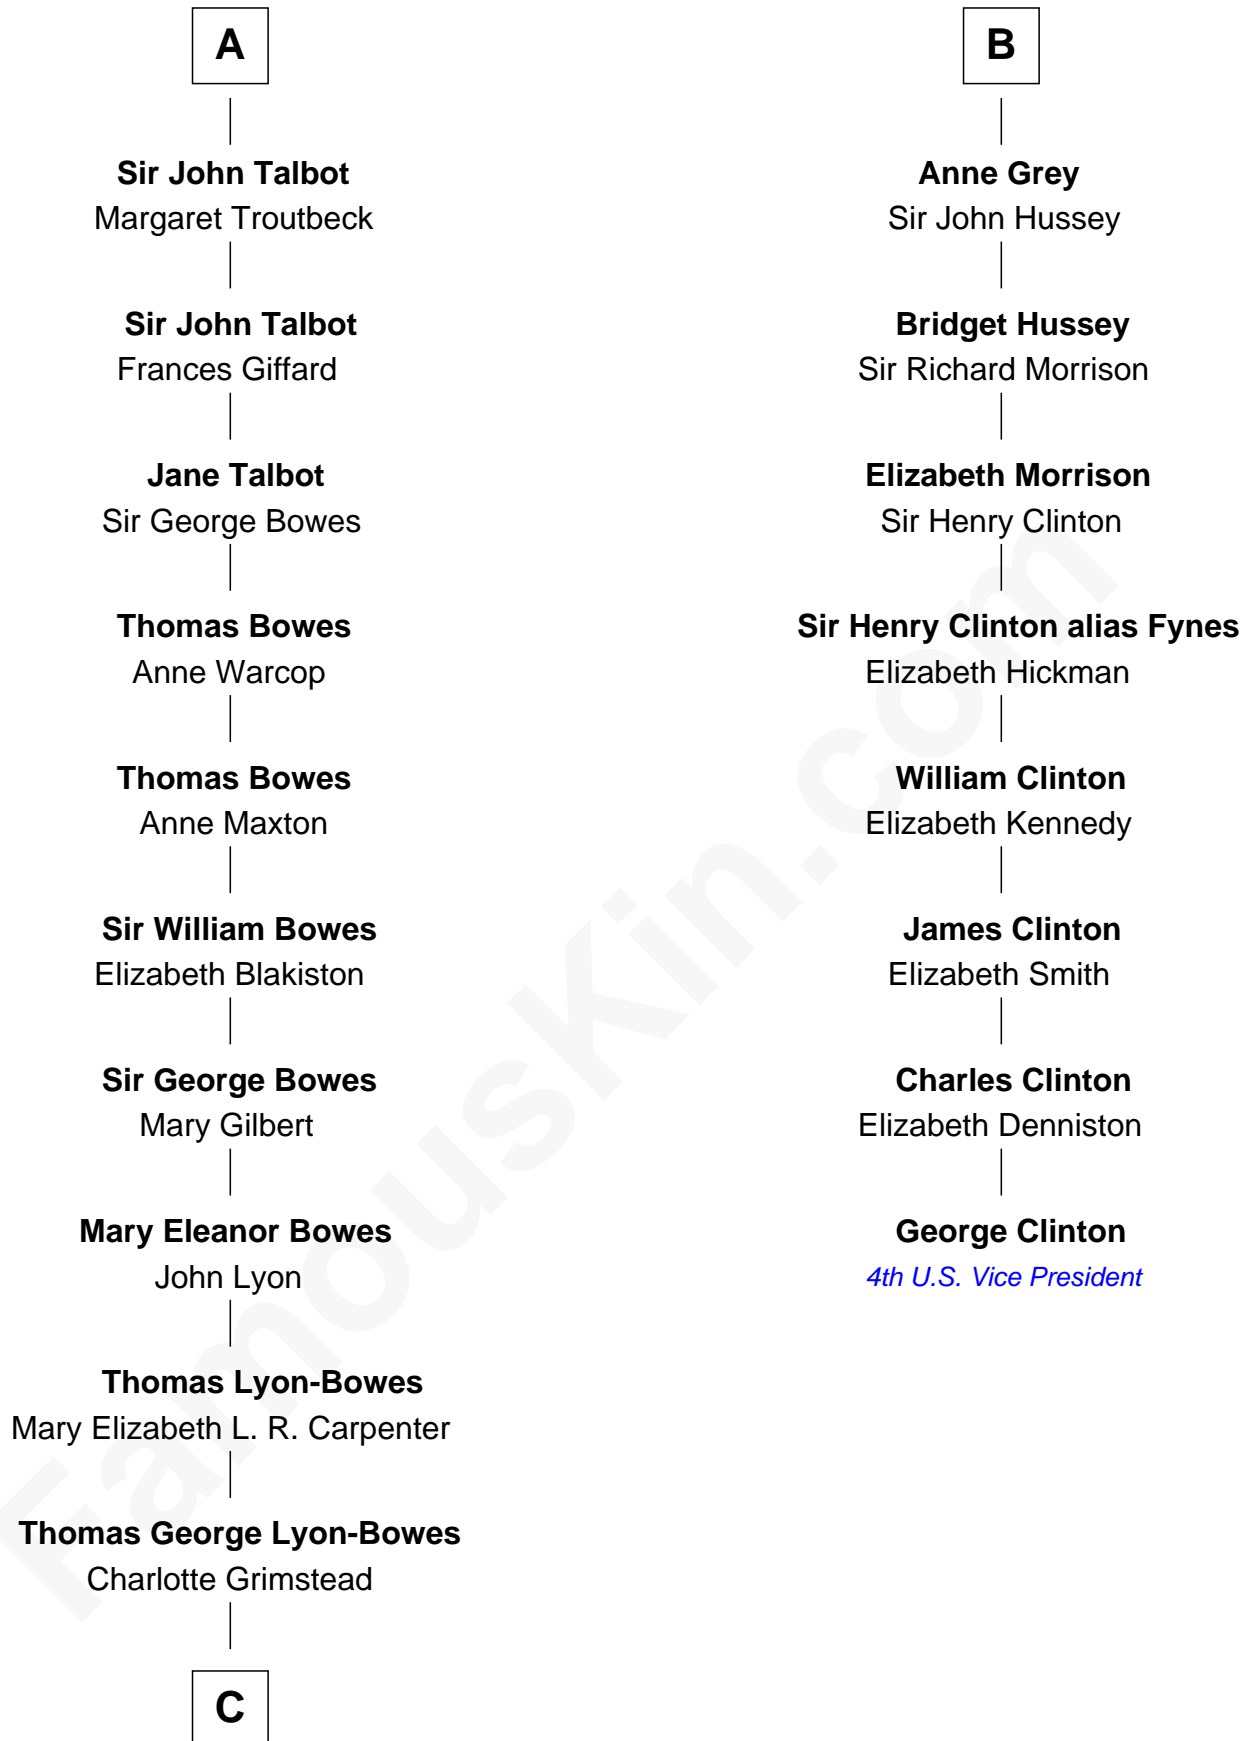 A
Sir John Talbot
Margaret Troutbeck
Sir John Talbot
Frances Giffard
Jane Talbot
Sir George Bowes
Thomas Bowes
Anne Warcop
Thomas Bowes
Anne Maxton
Sir William Bowes
Elizabeth Blakiston
Sir George Bowes
Mary Gilbert
Mary Eleanor Bowes
John Lyon
Thomas Lyon-Bowes
Mary Elizabeth L. R. Carpenter
Thomas George Lyon-Bowes
Charlotte Grimstead
C
B
Anne Grey
Sir John Hussey
Bridget Hussey
Sir Richard Morrison
Elizabeth Morrison
Sir Henry Clinton
Sir Henry Clinton alias Fynes
Elizabeth Hickman
William Clinton
Elizabeth Kennedy
James Clinton
Elizabeth Smith
Charles Clinton
Elizabeth Denniston
George Clinton
4th U.S. Vice President
FamousKin.com